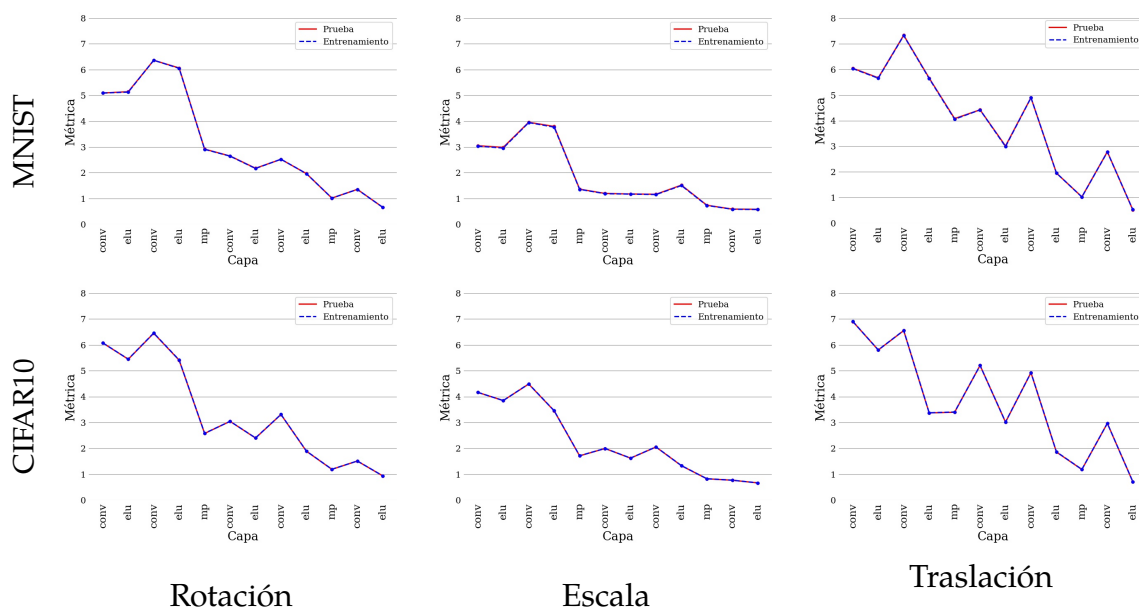 MNIST
8
7
6
5
4
3
2
1
0
Métrica
Prueba
Entrenamiento
conv
elu
conv
elu
mp
conv
elu
conv
elu
mp
conv
elu
Capa
8
7
6
5
4
3
2
1
0
Métrica
Prueba
Entrenamiento
conv
elu
conv
elu
mp
conv
elu
conv
elu
mp
conv
elu
Capa
8
7
6
5
4
3
2
1
0
Métrica
Prueba
Entrenamiento
conv
elu
conv
elu
mp
conv
elu
conv
elu
mp
conv
elu
Capa
CIFAR10
8
7
6
5
4
3
2
1
0
Métrica
Prueba
Entrenamiento
conv
elu
conv
elu
mp
conv
elu
conv
elu
mp
conv
elu
Capa
8
7
6
5
4
3
2
1
0
Métrica
Prueba
Entrenamiento
conv
elu
conv
elu
mp
conv
elu
conv
elu
mp
conv
elu
Capa
8
7
6
5
4
3
2
1
0
Métrica
Prueba
Entrenamiento
conv
elu
conv
elu
mp
conv
elu
conv
elu
mp
conv
elu
Capa
Rotación
Escala
Traslación